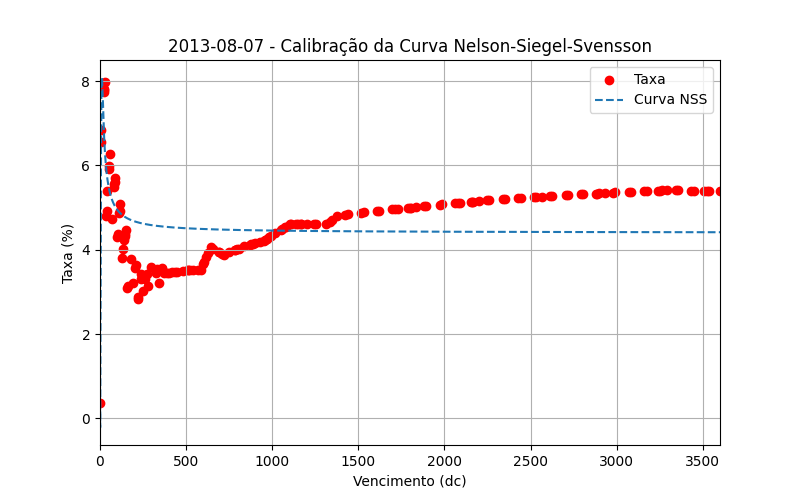 2013-08-07 - Calibração da Curva Nelson-Siegel-Svensson
Taxa
Curva NSS
8
6
4
2
0
Taxa (%)
0 500 1000 1500 2000 2500 3000 3500
Vencimento (dc)